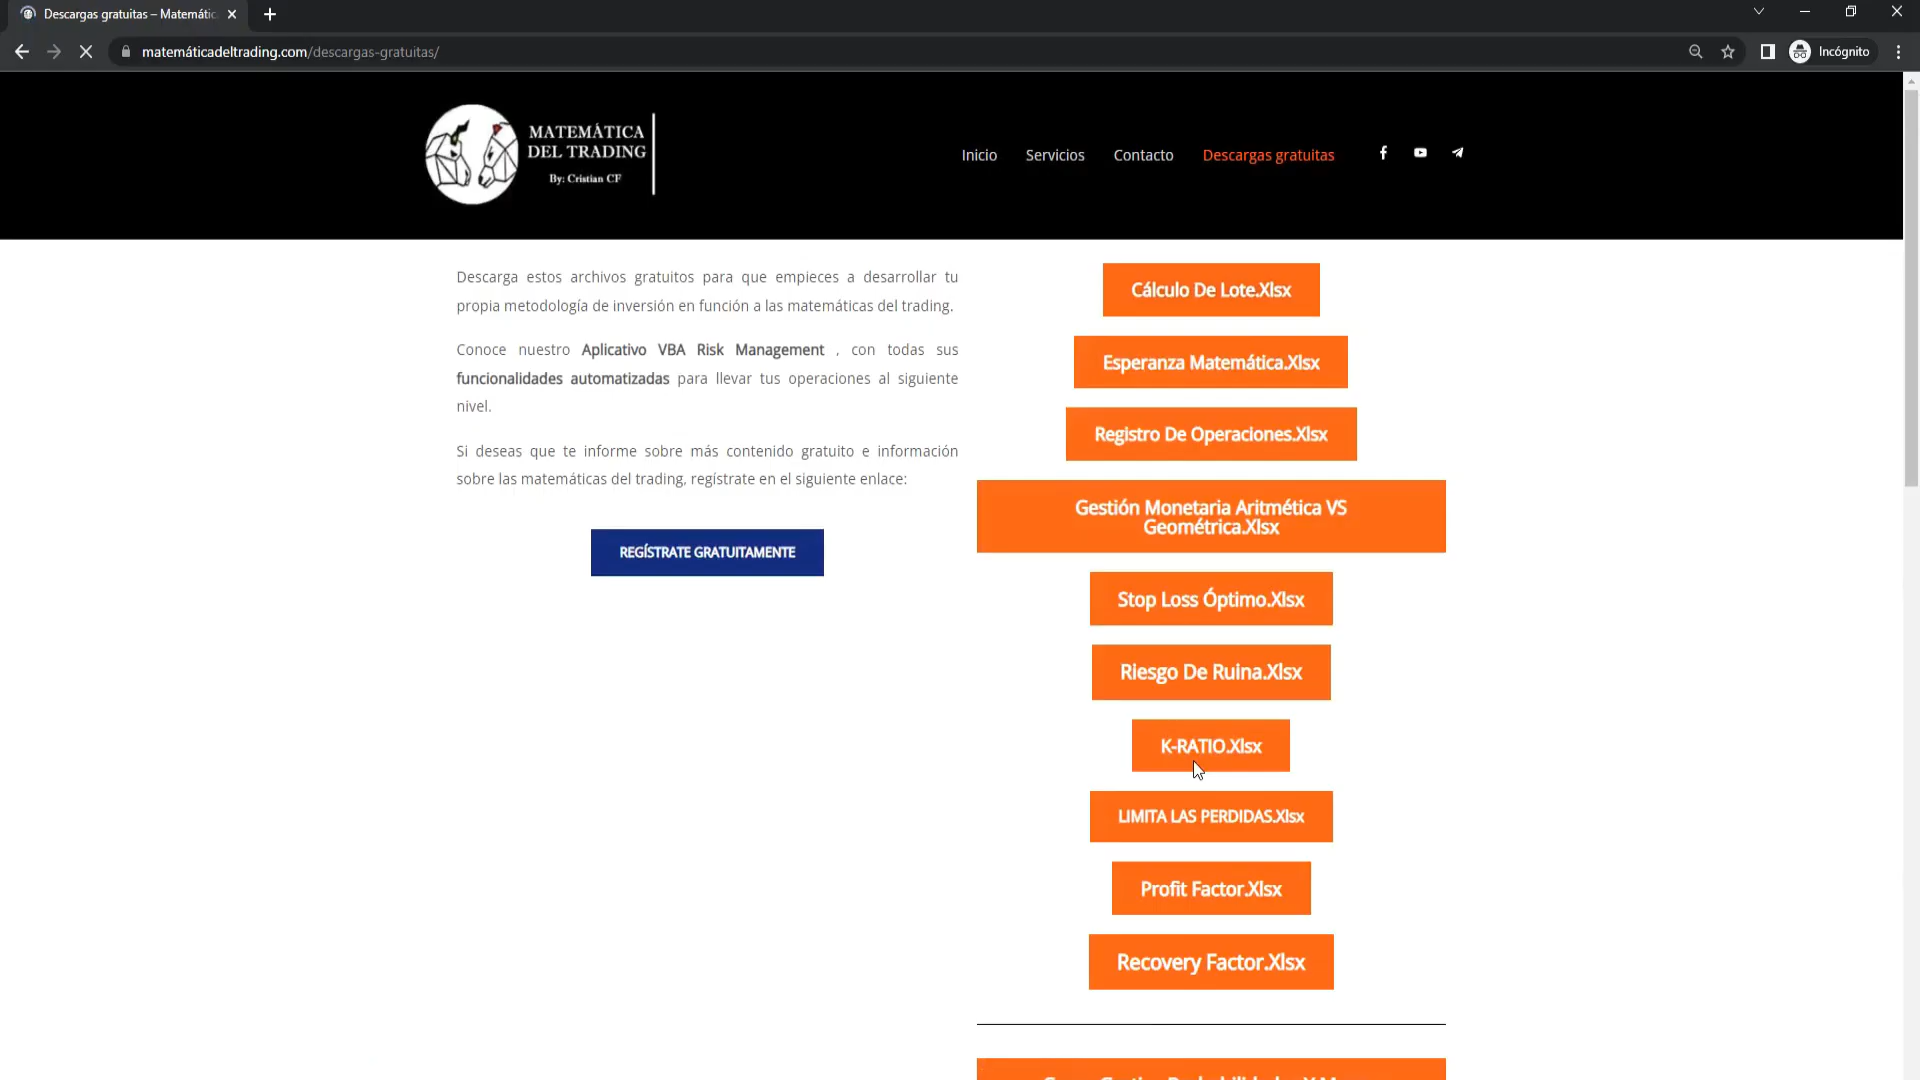 Descargas gratuitas – Matemátic
matemáticadeltrading.com/descargas-gratuitas/
Incógnito
MATEMÁTICA
DEL TRADING
By: Cristian CF
Inicio
Servicios
Contacto
Descargas gratuitas
Descarga estos archivos gratuitos para que empieces a desarrollar tu
propia metodología de inversión en función a las matemáticas del trading.
Conoce nuestro Aplicativo VBA Risk Management , con todas sus
funcionalidades automatizadas para llevar tus operaciones al siguiente
nivel.
Si deseas que te informe sobre más contenido gratuito e información
sobre las matemáticas del trading, regístrate en el siguiente enlace:
REGÍSTRATE GRATUITAMENTE
Cálculo De Lote.Xlsx
Esperanza Matemática.Xlsx
Registro De Operaciones.Xlsx
Gestión Monetaria Aritmética VS
Geométrica.Xlsx
Stop Loss Óptimo.Xlsx
Riesgo De Ruina.Xlsx
K-RATIO.Xlsx
LIMITA LAS PERDIDAS.Xlsx
Profit Factor.Xlsx
Recovery Factor.Xlsx